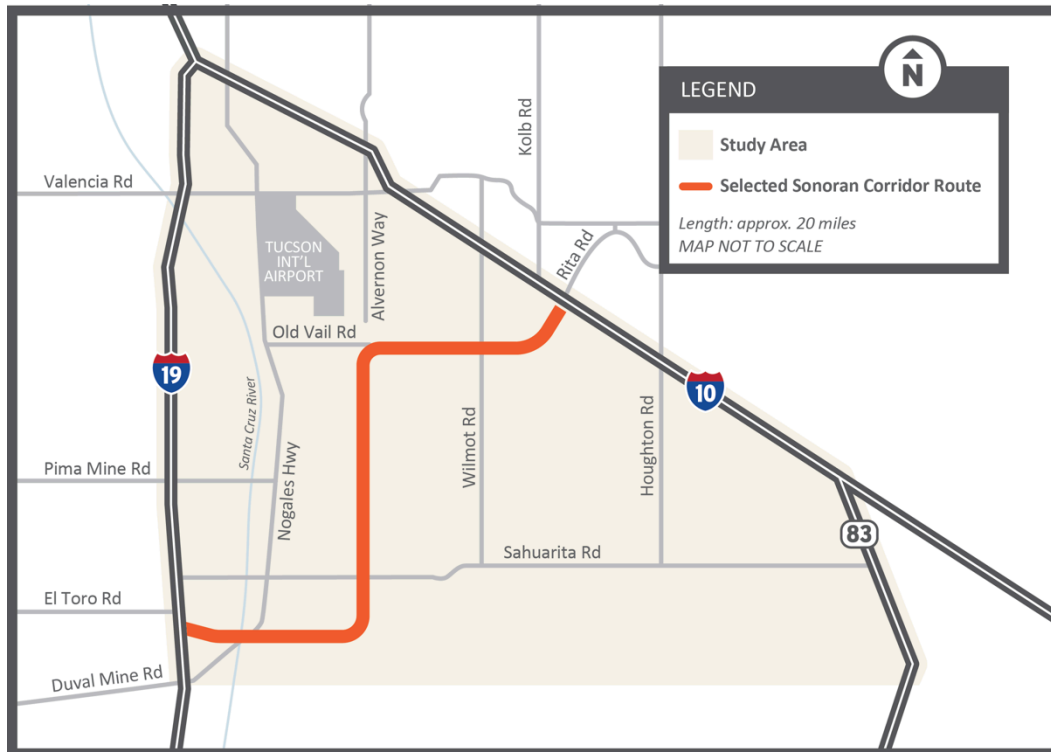 N
LEGEND
Study Area
Selected Sonoran Corridor Route
Length: approx. 20 miles
MAP NOT TO SCALE
Kolb Rd
Valencia Rd
TUCSON
INT'L
AIRPORT
Alvernon Way
Rita Rd
Old Vail Rd
19
10
Santa Cruz River
Nogales Hwy
Wilmot Rd
Houghton Rd
Pima Mine Rd
83
Sahuarita Rd
El Toro Rd
Duval Mine Rd